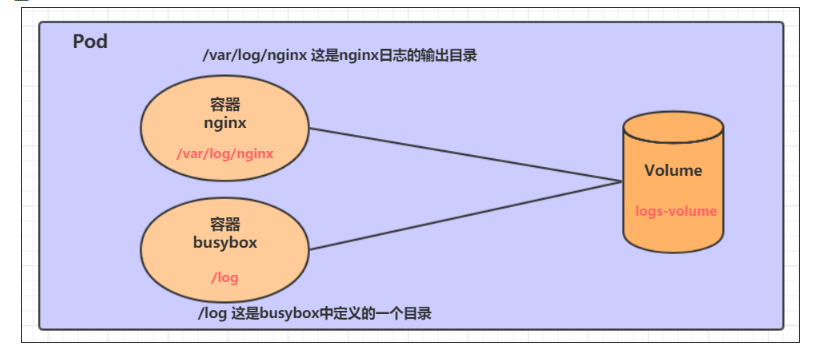 Pod
/var/log/nginx 这是nginx日志的输出目录
容器
nginx
/var/log/nginx
Volume
logs-volume
容器
busybox
/log
/log 这是busybox中定义的一个目录